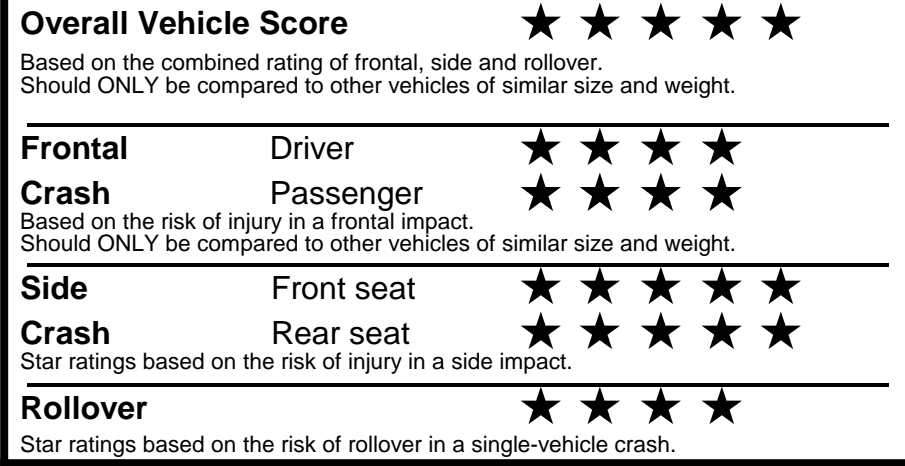 Overall Vehicle Score ★ ★ ★ ★ ★
Based on the combined rating of frontal, side and rollover.
Should ONLY be compared to other vehicles of similar size and weight.
Frontal Driver ★ ★ ★ ★
Crash Passenger ★ ★ ★ ★
Based on the risk of injury in a frontal impact.
Should ONLY be compared to other vehicles of similar size and weight.
Side Front seat ★ ★ ★ ★ ★
Crash Rear seat ★ ★ ★ ★ ★
Star ratings based on the risk of injury in a side impact.
Rollover ★ ★ ★ ★
Star ratings based on the risk of rollover in a single-vehicle crash.